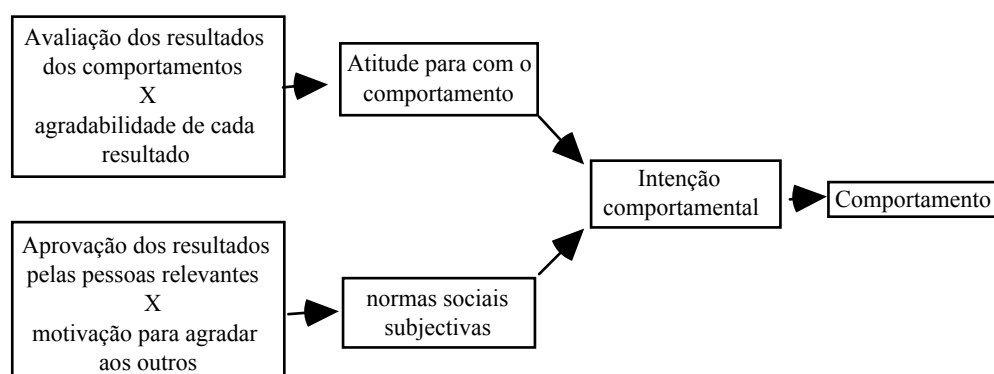 Avaliação dos resultados
dos comportamentos
X
agradabilidade de cada
resultado
Atitude para com o
comportamento
Intenção
comportamental
Comportamento
Aprovação dos resultados
pelas pessoas relevantes
X
motivação para agradar
aos outros
normas sociais
subjectivas